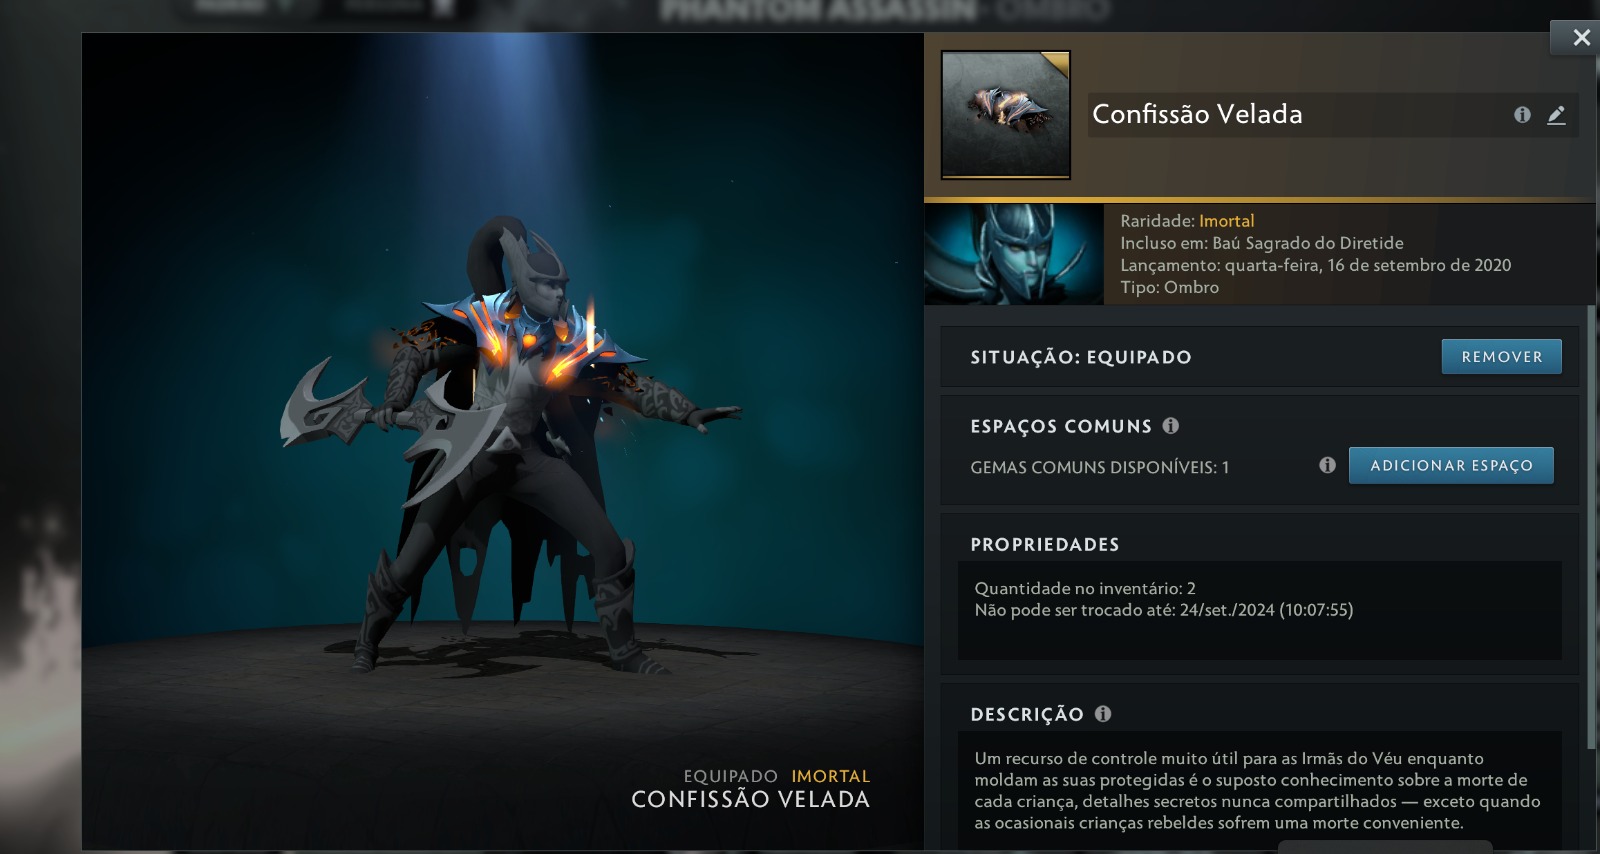 PHANTOM ASSASSIN - OMBRO
Confissão Velada
Raridade: Imortal
Incluso em: Baú Sagrado do Diretide
Lançamento: quarta-feira, 16 de setembro de 2020
Tipo: Ombro
SITUAÇÃO: EQUIPADO
REMOVER
ESPAÇOS COMUNS
GEMAS COMUNS DISPONÍVEIS: 1
ADICIONAR ESPAÇO
PROPRIEDADES
Quantidade no inventário: 2
Não pode ser trocado até: 24/set./2024 (10:07:55)
DESCRIÇÃO
Um recurso de controle muito útil para as Irmãs do Véu enquanto
moldam as suas protegidas é o suposto conhecimento sobre a morte de
cada criança, detalhes secretos nunca compartilhados — exceto quando
as ocasionais crianças rebeldes sofrem uma morte conveniente.
EQUIPADO IMORTAL
CONFISSÃO VELADA